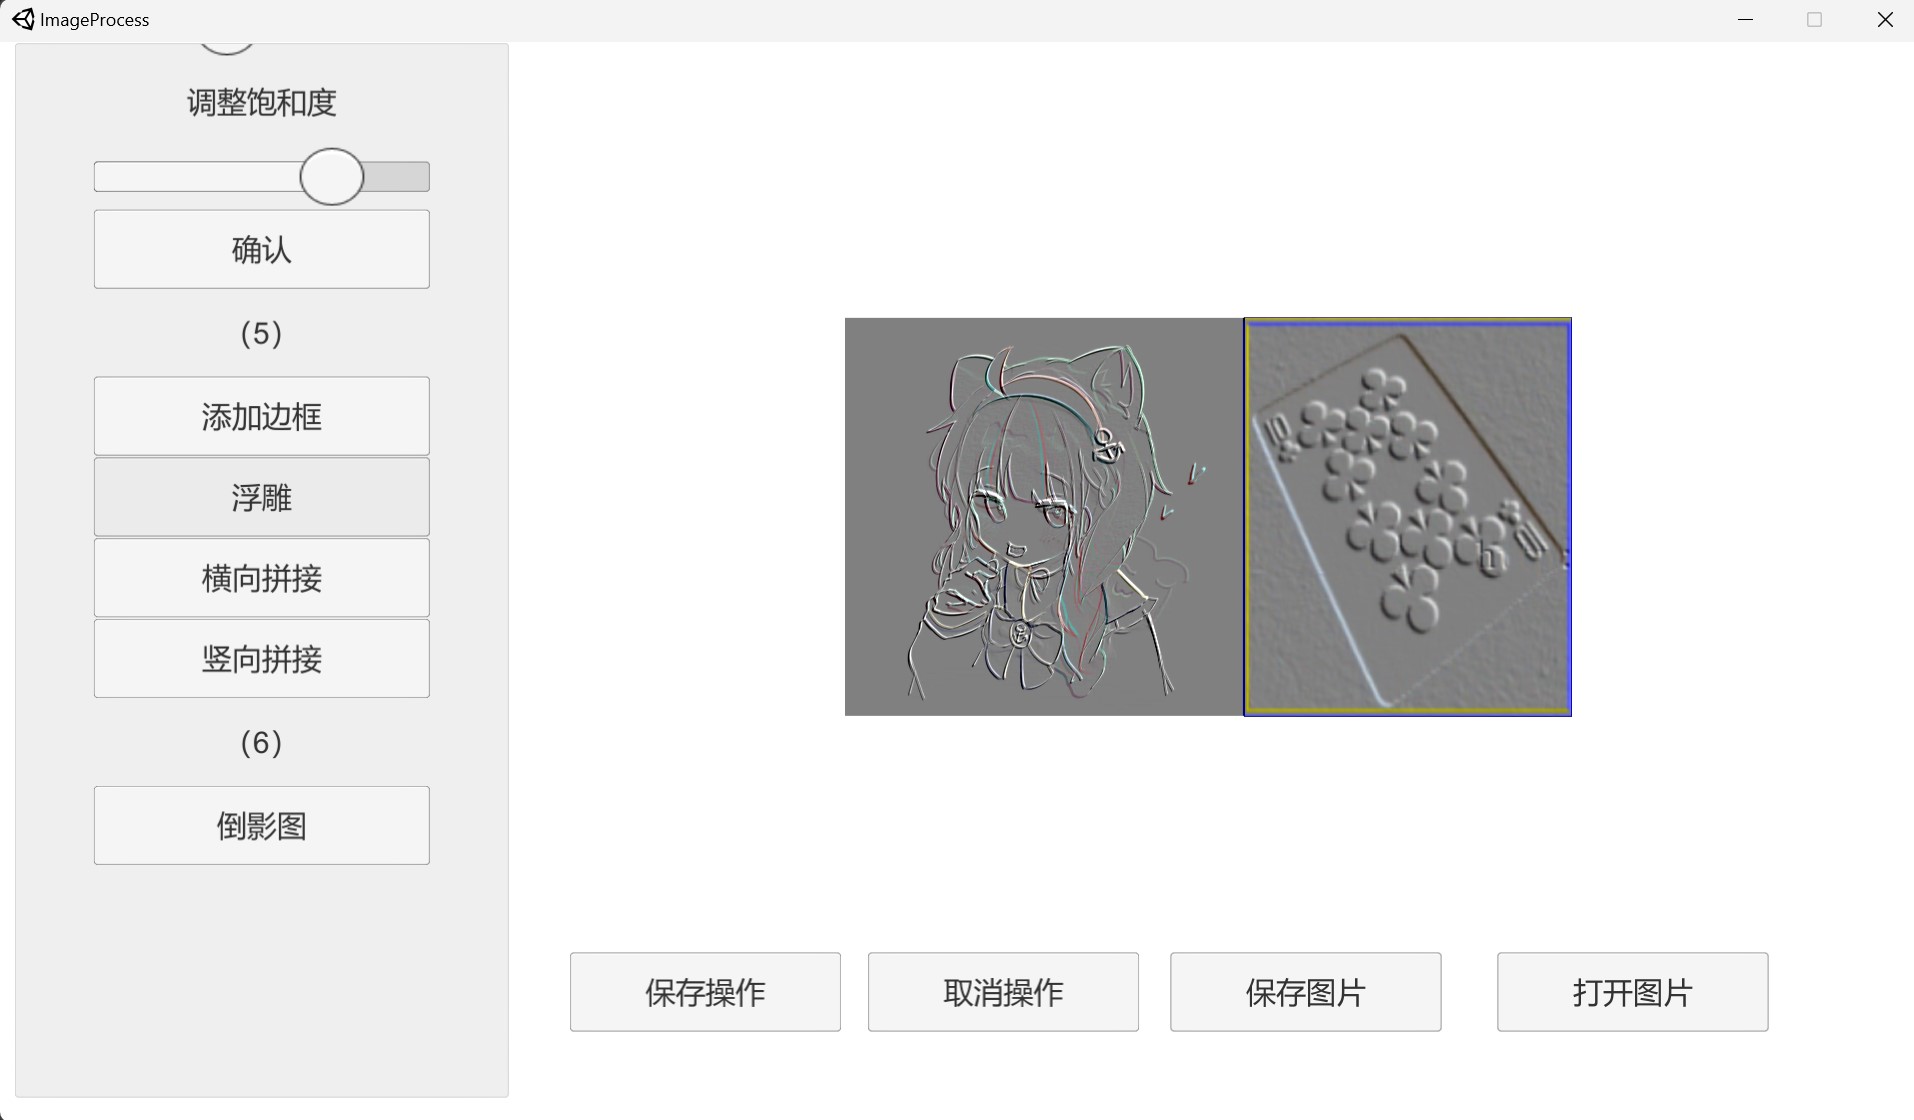 ImageProcess
调整饱和度
确认
(5)
添加边框
浮雕
横向拼接
竖向拼接
(6)
倒影图
10
h
10
保存操作
取消操作
保存图片
打开图片